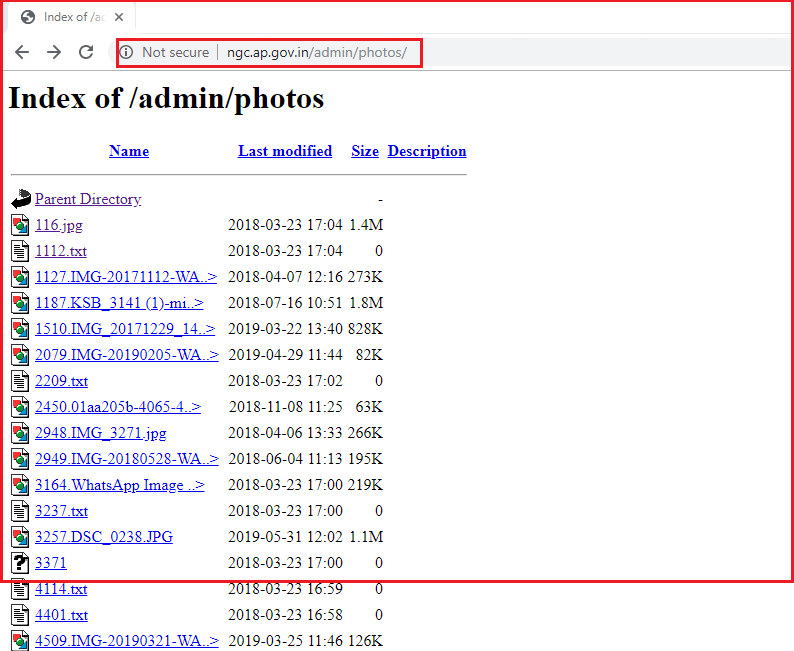 Index of /ac
Not secure | ngc.ap.gov.in/admin/photos/
Index of /admin/photos
Name Last modified Size Description
Parent Directory -
116.jpg 2018-03-23 17:04 1.4M
1112.txt 2018-03-23 17:04 0
1127.IMG-20171112-WA..> 2018-04-07 12:16 273K
1187.KSB_3141 (1)-mi..> 2018-07-16 10:51 1.8M
1510.IMG_20171229_14..> 2019-03-22 13:40 828K
2079.IMG-20190205-WA..> 2019-04-29 11:44 82K
2209.txt 2018-03-23 17:02 0
2450.01aa205b-4065-4..> 2018-11-08 11:25 63K
2948.IMG_3271.jpg 2018-04-06 13:33 266K
2949.IMG-20180528-WA..> 2018-06-04 11:13 195K
3164.WhatsApp Image ..> 2018-03-23 17:00 219K
3237.txt 2018-03-23 17:00 0
3257.DSC_0238.JPG 2019-05-31 12:02 1.1M
3371 2018-03-23 17:00 0
4114.txt 2018-03-23 16:59 0
4401.txt 2018-03-23 16:58 0
4509.IMG-20190321-WA..> 2019-03-25 11:46 126K